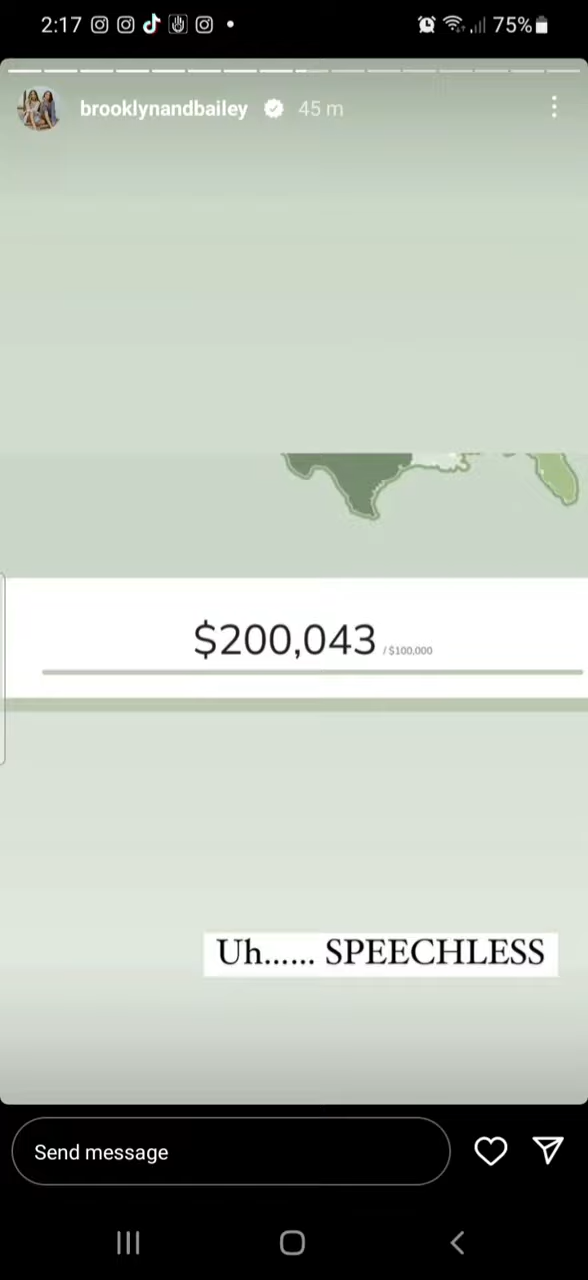 2:17 75%
brooklynandbailey 45 m
$200,043 / $100,000
Uh...... SPEECHLESS
Send message